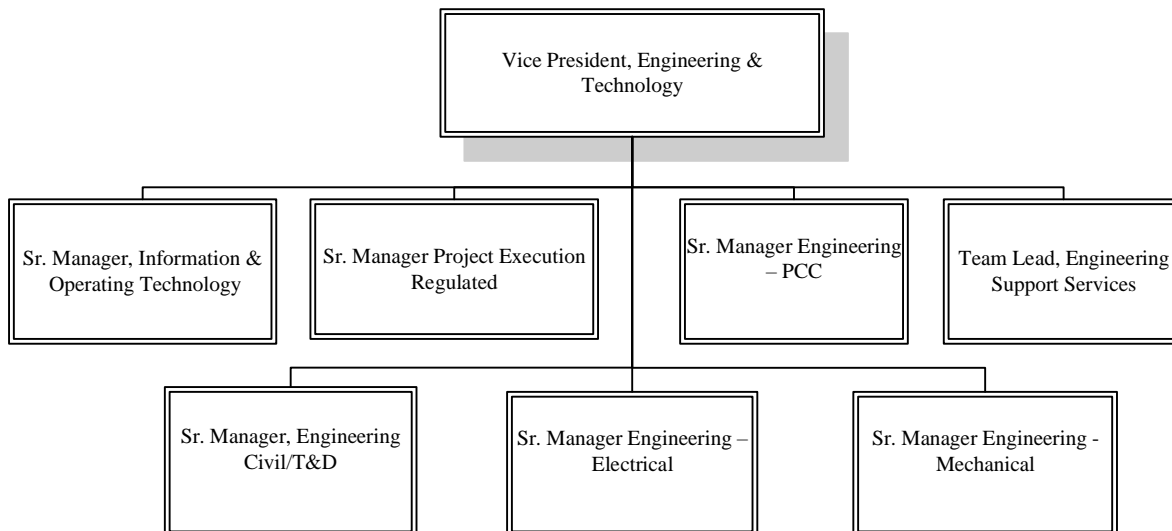 Vice President, Engineering &
Technology
Sr. Manager, Information &
Operating Technology
Sr. Manager Project Execution
Regulated
Sr. Manager Engineering
– PCC
Team Lead, Engineering
Support Services
Sr. Manager, Engineering
Civil/T&D
Sr. Manager Engineering –
Electrical
Sr. Manager Engineering -
Mechanical